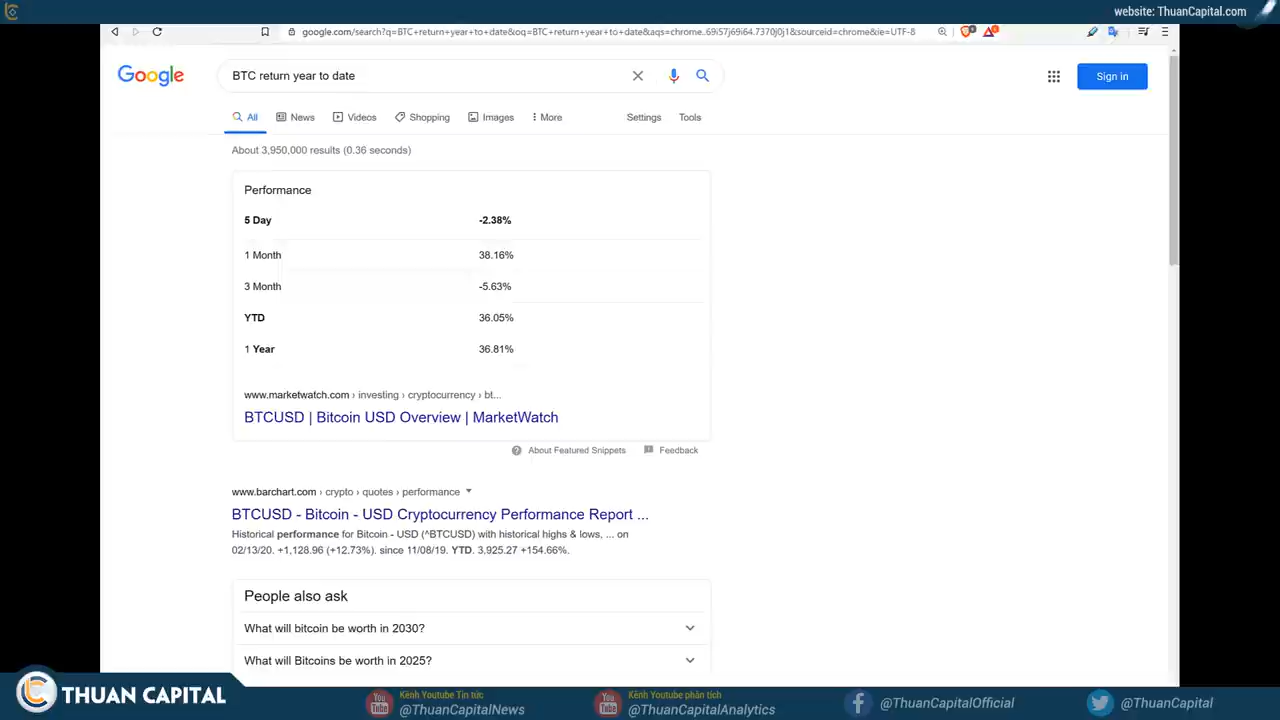 website: ThuanCapital.com
google.com/search?q=BTC+return+year+to+date&oq=BTC+return+year+to+date&aqs=chrome..69i57j69i64.7370j0j1&sourceid=chrome&ie=UTF-8
Google
BTC return year to date
Sign in
All News Videos Shopping Images More Settings Tools
About 3,950,000 results (0.36 seconds)
Performance
5 Day -2.38%
1 Month 38.16%
3 Month -5.63%
YTD 36.05%
1 Year 36.81%
www.marketwatch.com › investing › cryptocurrency › bt...
BTCUSD | Bitcoin USD Overview | MarketWatch
About Featured Snippets Feedback
www.barchart.com › crypto › quotes › performance
BTCUSD - Bitcoin - USD Cryptocurrency Performance Report ...
Historical performance for Bitcoin - USD (^BTCUSD) with historical highs & lows, ... on
02/13/20. +1,128.96 (+12.73%). since 11/08/19. YTD. 3,925.27 +154.66%.
People also ask
What will bitcoin be worth in 2030?
What will Bitcoins be worth in 2025?
THUAN CAPITAL
You Tube
Kênh Youtube Tin tức
@ThuanCapitalNews
You Tube
Kênh Youtube phân tích
@ThuanCapitalAnalytics
@ThuanCapitalOfficial
@ThuanCapital